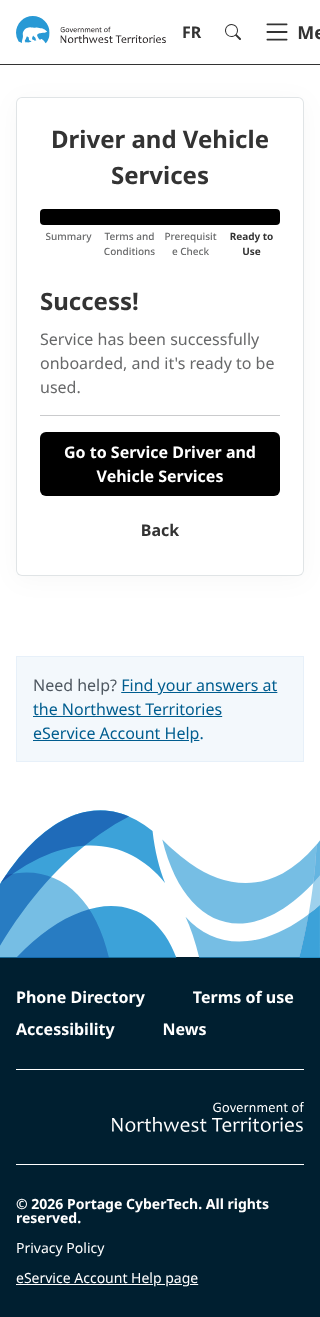 Government of
Northwest Territories
FR
Me
Driver and Vehicle
Services
Summary
Terms and
Conditions
Prerequisit
e Check
Ready to
Use
Success!
Service has been successfully
onboarded, and it's ready to be
used.
Go to Service Driver and
Vehicle Services
Back
Need help? Find your answers at
the Northwest Territories
eService Account Help.
Phone Directory
Terms of use
Accessibility
News
Government of
Northwest Territories
© 2026 Portage CyberTech. All rights
reserved.
Privacy Policy
eService Account Help page